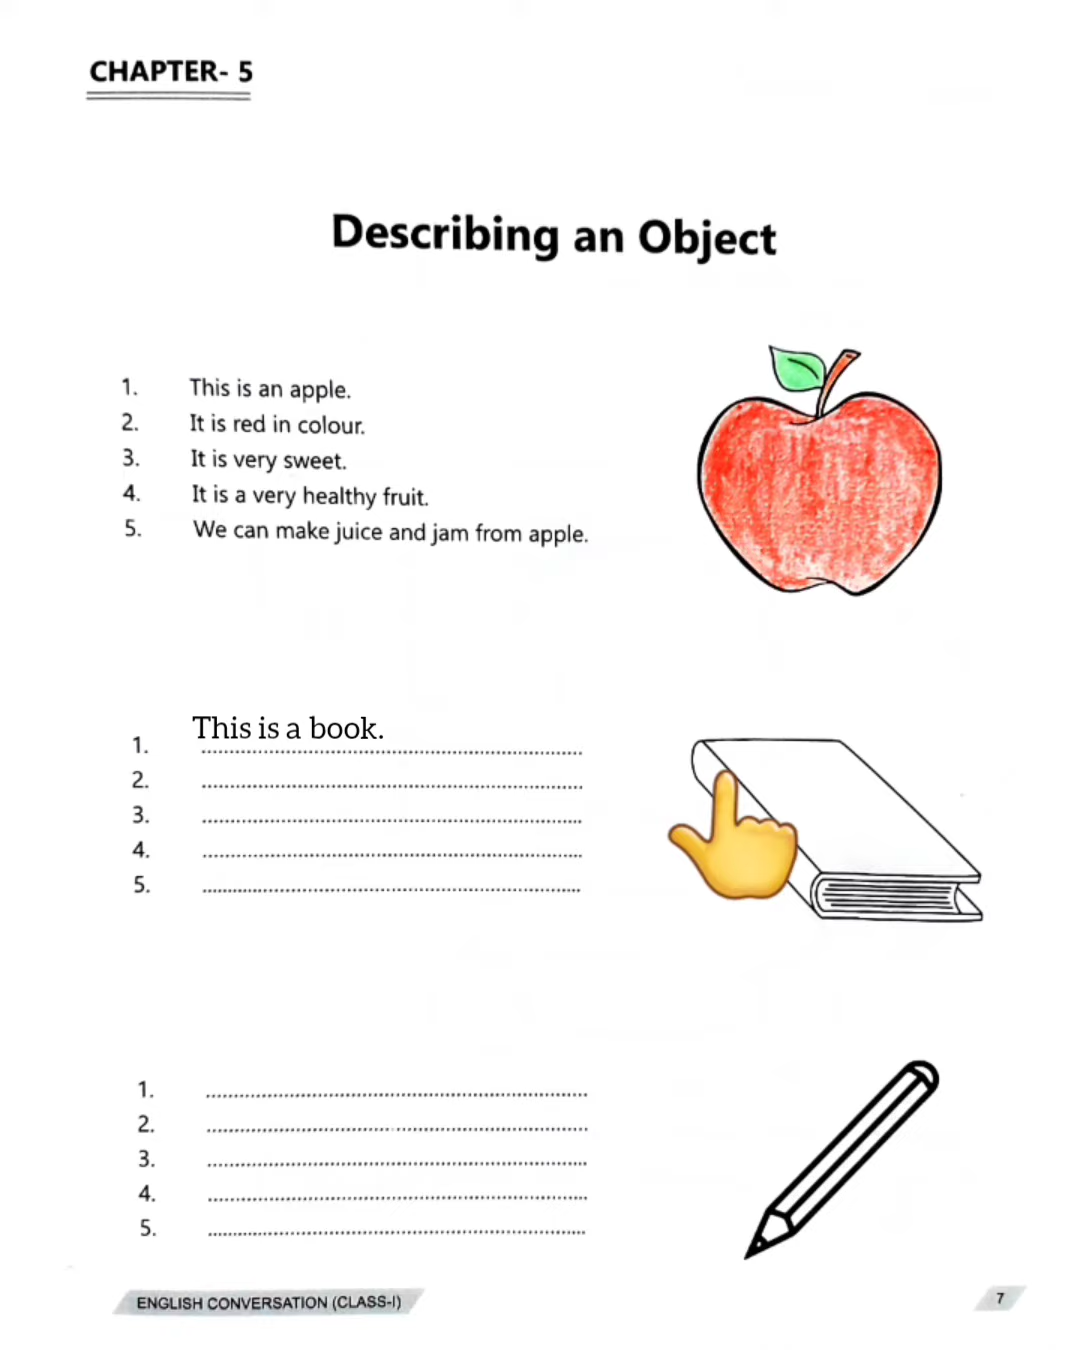 CHAPTER- 5
Describing an Object
1. This is an apple.
2. It is red in colour.
3. It is very sweet.
4. It is a very healthy fruit.
5. We can make juice and jam from apple.
1. This is a book.
2. ................................
3. ................................
4. ................................
5. ................................
1. ................................
2. ................................
3. ................................
4. ................................
5. ................................
ENGLISH CONVERSATION (CLASS-I)
7